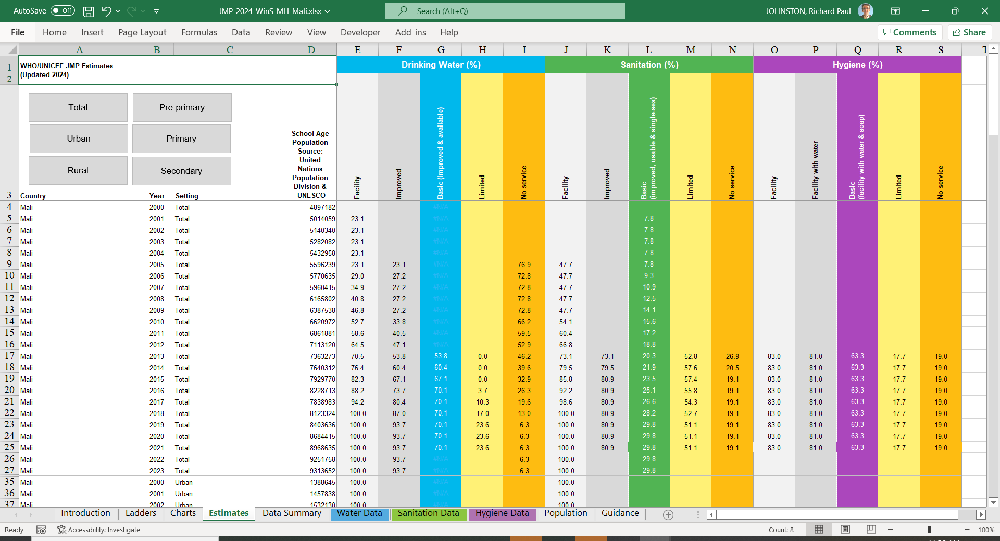 AutoSave Off JMP_2024_WinS_MLI_Mali.xlsx Search (Alt+Q) JOHNSTON, Richard Paul
File Home Insert Page Layout Formulas Data Review View Developer Add-ins Help Comments Share
A B C D E F G H I J K L M N O P Q R S
1 WHO/UNICEF JMP Estimates Drinking Water (%) Sanitation (%) Hygiene (%)
2 (Updated 2024)
Total Pre-primary
Urban Primary
Rural Secondary
School Age
Population
Source:
United
Nations
Population
Division &
UNESCO
Facility
Improved
Basic (improved & available)
Limited
No service
Facility
Improved
Basic
(improved, usable & single-sex)
Limited
No service
Facility
Facility with water
Basic
(facility with water & soap)
Limited
No service
3 Country Year Setting
4 Mali 2000 Total 4897182 #N/A
5 Mali 2001 Total 5014059 23.1 #N/A 7.8
6 Mali 2002 Total 5140340 23.1 #N/A 7.8
7 Mali 2003 Total 5282082 23.1 #N/A 7.8
8 Mali 2004 Total 5432958 23.1 #N/A 7.8
9 Mali 2005 Total 5596239 23.1 23.1 #N/A 76.9 47.7 7.8
10 Mali 2006 Total 5770635 29.0 27.2 #N/A 72.8 47.7 9.3
11 Mali 2007 Total 5960415 34.9 27.2 #N/A 72.8 47.7 10.9
12 Mali 2008 Total 6165802 40.8 27.2 #N/A 72.8 47.7 12.5
13 Mali 2009 Total 6387538 46.8 27.2 #N/A 72.8 47.7 14.1
14 Mali 2010 Total 6620972 52.7 33.8 #N/A 66.2 54.1 15.6
15 Mali 2011 Total 6861881 58.6 40.5 #N/A 59.5 60.4 17.2
16 Mali 2012 Total 7113120 64.5 47.1 #N/A 52.9 66.8 18.8
17 Mali 2013 Total 7363273 70.5 53.8 53.8 0.0 46.2 73.1 73.1 20.3 52.8 26.9 83.0 81.0 63.3 17.7 19.0
18 Mali 2014 Total 7640312 76.4 60.4 60.4 0.0 39.6 79.5 79.5 21.9 57.6 20.5 83.0 81.0 63.3 17.7 19.0
19 Mali 2015 Total 7929770 82.3 67.1 67.1 0.0 32.9 85.8 80.9 23.5 57.4 19.1 83.0 81.0 63.3 17.7 19.0
20 Mali 2016 Total 8228713 88.2 73.7 70.1 3.7 26.3 92.2 80.9 25.1 55.8 19.1 83.0 81.0 63.3 17.7 19.0
21 Mali 2017 Total 7838983 94.2 80.4 70.1 10.3 19.6 98.6 80.9 26.6 54.3 19.1 83.0 81.0 63.3 17.7 19.0
22 Mali 2018 Total 8123324 100.0 87.0 70.1 17.0 13.0 100.0 80.9 28.2 52.7 19.1 83.0 81.0 63.3 17.7 19.0
23 Mali 2019 Total 8403636 100.0 93.7 70.1 23.6 6.3 100.0 80.9 29.8 51.1 19.1 83.0 81.0 63.3 17.7 19.0
24 Mali 2020 Total 8684415 100.0 93.7 70.1 23.6 6.3 100.0 80.9 29.8 51.1 19.1 83.0 81.0 63.3 17.7 19.0
25 Mali 2021 Total 8968635 100.0 93.7 70.1 23.6 6.3 100.0 80.9 29.8 51.1 19.1 83.0 81.0 63.3 17.7 19.0
26 Mali 2022 Total 9251758 100.0 93.7 #N/A 6.3 100.0 29.8
27 Mali 2023 Total 9313652 100.0 93.7 #N/A 6.3 100.0 29.8
35 Mali 2000 Urban 1388645 100.0 #N/A 100.0
36 Mali 2001 Urban 1457838 100.0 #N/A 100.0
37 Mali 2002 Urban 1532130 100.0 #N/A 100.0
Introduction Ladders Charts Estimates Data Summary Water Data Sanitation Data Hygiene Data Population Guidance
Ready Accessibility: Investigate Count: 8 100%